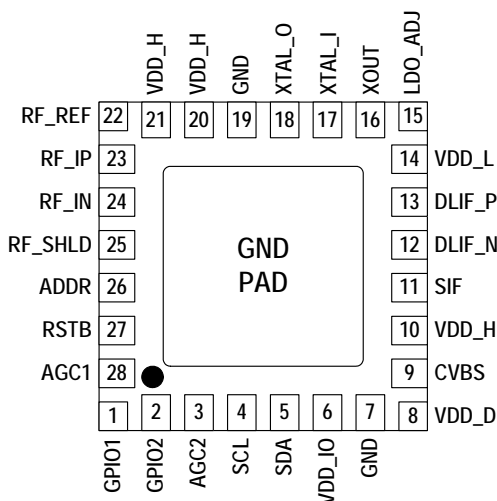 VDD_H
VDD_H
GND
XTAL_O
XTAL_I
XOUT
LDO_ADJ
RF_REF 22 21 20 19 18 17 16 15
RF_IP 23 14 VDD_L
RF_IN 24 13 DLIF_P
RF_SHLD 25 GND 12 DLIF_N
ADDR 26 PAD 11 SIF
RSTB 27 10 VDD_H
AGC1 28 9 CVBS
1 2 3 4 5 6 7 8 VDD_D
GPIO1
GPIO2
AGC2
SCL
SDA
VDD_IO
GND